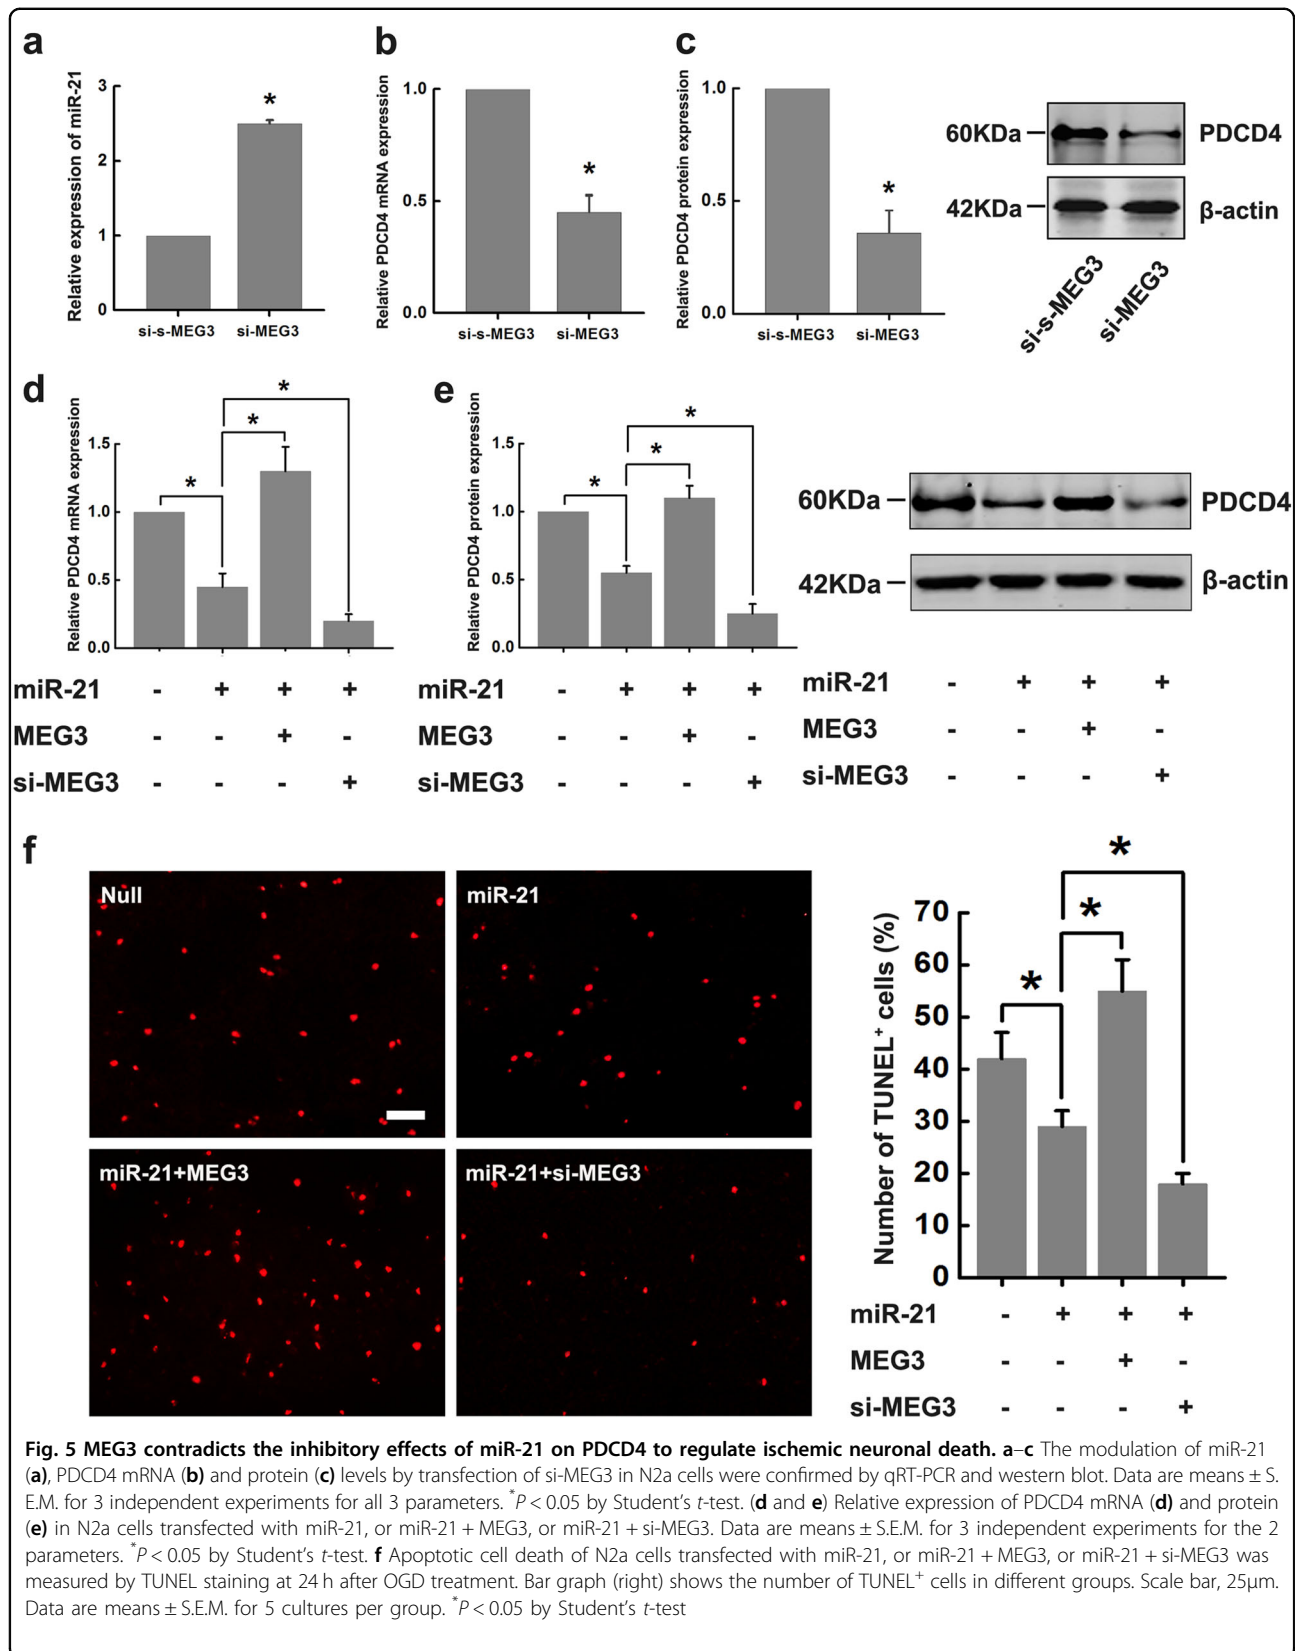 a
Relative expression of miR-21
3
2
1
0
*
si-s-MEG3 si-MEG3
b
Relative PDCD4 mRNA expression
1.0
0.5
0.0
*
si-s-MEG3 si-MEG3
c
Relative PDCD4 protein expression
1.0
0.5
0.0
*
si-s-MEG3 si-MEG3
60KDa PDCD4
42KDa β-actin
si-s-MEG3
si-MEG3
d
Relative PDCD4 mRNA expression
1.5
1.0
0.5
0.0
* * *
miR-21 - + + +
MEG3 - - + -
si-MEG3 - - - +
e
Relative PDCD4 protein expression
1.5
1.0
0.5
0.0
* * *
miR-21 - + + +
MEG3 - - + -
si-MEG3 - - - +
60KDa PDCD4
42KDa β-actin
miR-21 - + + +
MEG3 - - + -
si-MEG3 - - - +
f
Null
miR-21
miR-21+MEG3
miR-21+si-MEG3
Number of TUNEL⁺ cells (%)
70
60
50
40
30
20
10
0
* * *
miR-21 - + + +
MEG3 - - + -
si-MEG3 - - - +
Fig. 5 MEG3 contradicts the inhibitory effects of miR-21 on PDCD4 to regulate ischemic neuronal death. a–c The modulation of miR-21
(a), PDCD4 mRNA (b) and protein (c) levels by transfection of si-MEG3 in N2a cells were confirmed by qRT-PCR and western blot. Data are means ± S.
E.M. for 3 independent experiments for all 3 parameters. *P < 0.05 by Student's t-test. (d and e) Relative expression of PDCD4 mRNA (d) and protein
(e) in N2a cells transfected with miR-21, or miR-21 + MEG3, or miR-21 + si-MEG3. Data are means ± S.E.M. for 3 independent experiments for the 2
parameters. *P < 0.05 by Student's t-test. f Apoptotic cell death of N2a cells transfected with miR-21, or miR-21 + MEG3, or miR-21 + si-MEG3 was
measured by TUNEL staining at 24 h after OGD treatment. Bar graph (right) shows the number of TUNEL⁺ cells in different groups. Scale bar, 25μm.
Data are means ± S.E.M. for 5 cultures per group. *P < 0.05 by Student's t-test